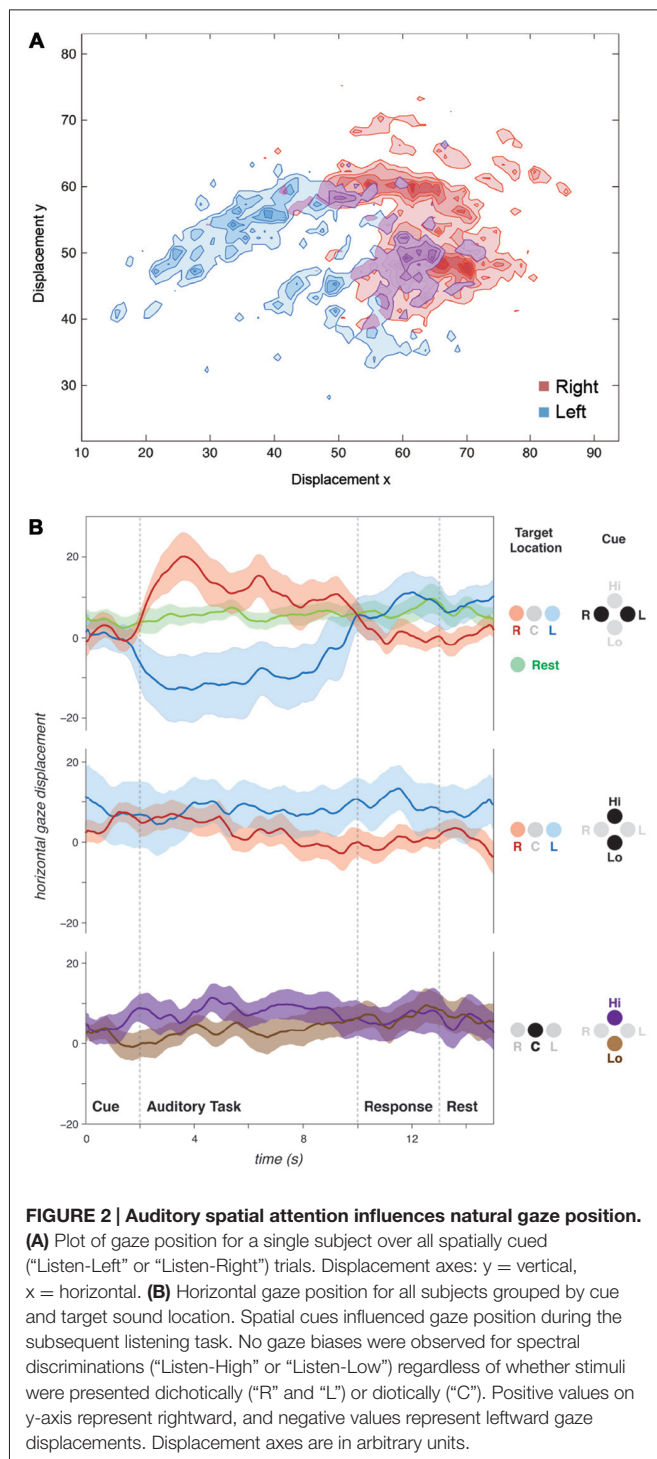 A
80
70
60
50
40
30
Displacement y
Right
Left
10 20 30 40 50 60 70 80 90
Displacement x
B
Target
Location
Cue
20
0
-20
R C L
Rest
Hi
R L
Lo
20
10
0
-20
horizontal gaze displacement
R C L
Hi
R L
Lo
20
0
-20
R C L
Hi
R L
Lo
Cue Auditory Task Response Rest
0 4 8 12
time (s)
FIGURE 2 | Auditory spatial attention influences natural gaze position.
(A) Plot of gaze position for a single subject over all spatially cued
(“Listen-Left” or “Listen-Right”) trials. Displacement axes: y = vertical,
x = horizontal. (B) Horizontal gaze position for all subjects grouped by cue
and target sound location. Spatial cues influenced gaze position during the
subsequent listening task. No gaze biases were observed for spectral
discriminations (“Listen-High” or “Listen-Low”) regardless of whether stimuli
were presented dichotically (“R” and “L”) or diotically (“C”). Positive values on
y-axis represent rightward, and negative values represent leftward gaze
displacements. Displacement axes are in arbitrary units.